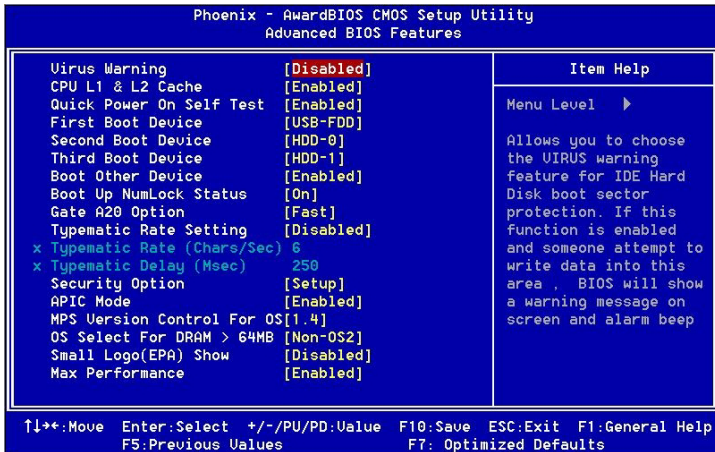 Phoenix - AwardBIOS CMOS Setup Utility
Advanced BIOS Features
Virus Warning [Disabled]
CPU L1 & L2 Cache [Enabled]
Quick Power On Self Test [Enabled]
First Boot Device [USB-FDD]
Second Boot Device [HDD-0]
Third Boot Device [HDD-1]
Boot Other Device [Enabled]
Boot Up NumLock Status [On]
Gate A20 Option [Fast]
Typematic Rate Setting [Disabled]
x Typematic Rate (Chars/Sec) 6
x Typematic Delay (Msec) 250
Security Option [Setup]
APIC Mode [Enabled]
MPS Version Control For OS[1.4]
OS Select For DRAM > 64MB [Non-OS2]
Small Logo(EPA) Show [Disabled]
Max Performance [Enabled]
Item Help
Menu Level ▶
Allows you to choose
the VIRUS warning
feature for IDE Hard
Disk boot sector
protection. If this
function is enabled
and someone attempt to
write data into this
area , BIOS will show
a warning message on
screen and alarm beep
↑↓→←:Move Enter:Select +/-/PU/PD:Value F10:Save ESC:Exit F1:General Help
F5:Previous Values F7: Optimized Defaults